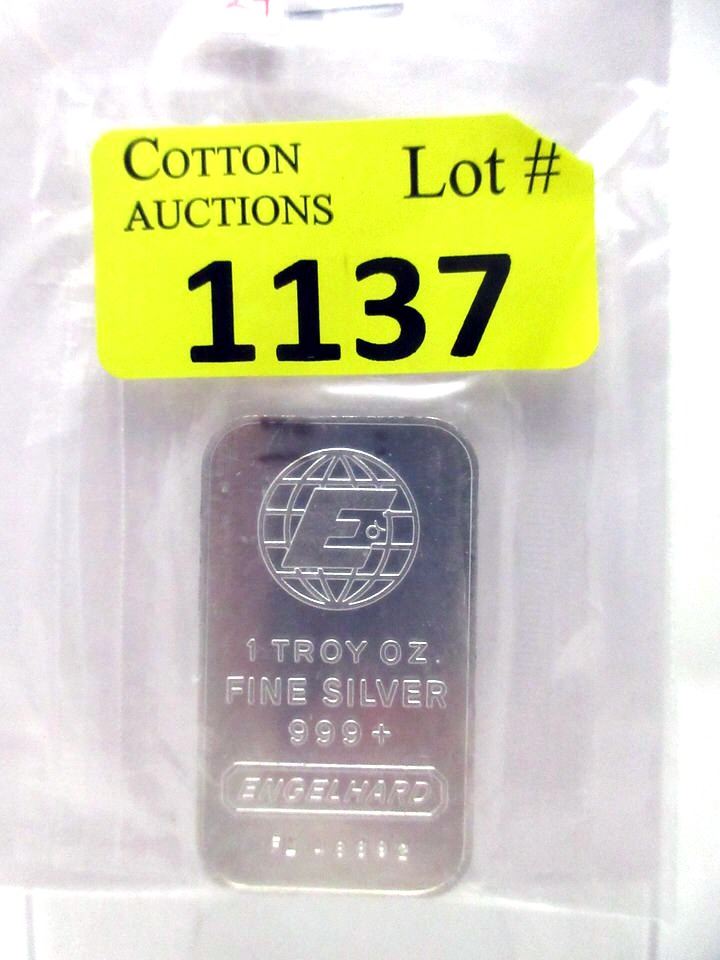 COTTON
AUCTIONS
Lot #
1137
E
1 TROY OZ.
FINE SILVER
999+
ENGELHARD